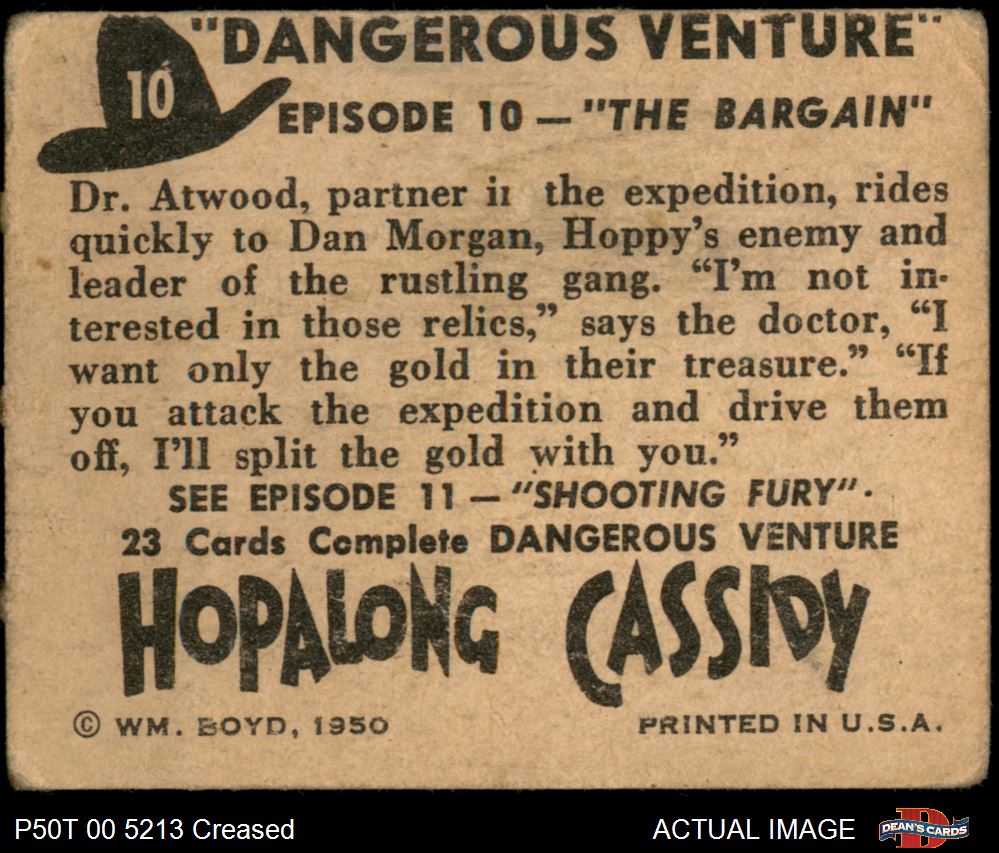 "DANGEROUS VENTURE"
10
EPISODE 10 — "THE BARGAIN"
Dr. Atwood, partner in the expedition, rides
quickly to Dan Morgan, Hoppy's enemy and
leader of the rustling gang. “I'm not in-
terested in those relics,” says the doctor, “I
want only the gold in their treasure.” “If
you attack the expedition and drive them
off, I'll split the gold with you.”
SEE EPISODE 11 — "SHOOTING FURY".
23 Cards Complete DANGEROUS VENTURE
HOPALONG CASSIDY
© WM. BOYD, 1950 PRINTED IN U.S.A.
P50T 00 5213 Creased ACTUAL IMAGE DEAN'S CARDS